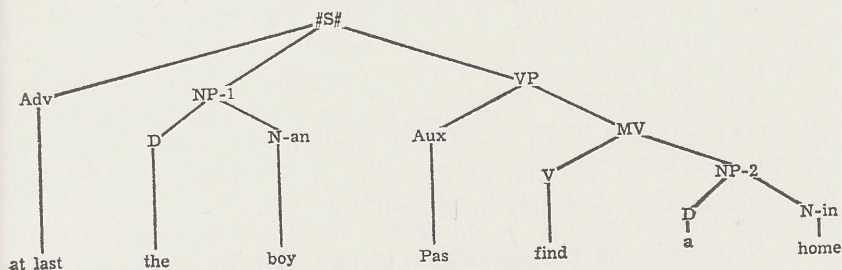 #S#
Adv NP-1 VP
D N-an Aux MV
V NP-2
D N-in
a home
at last the boy Pas find